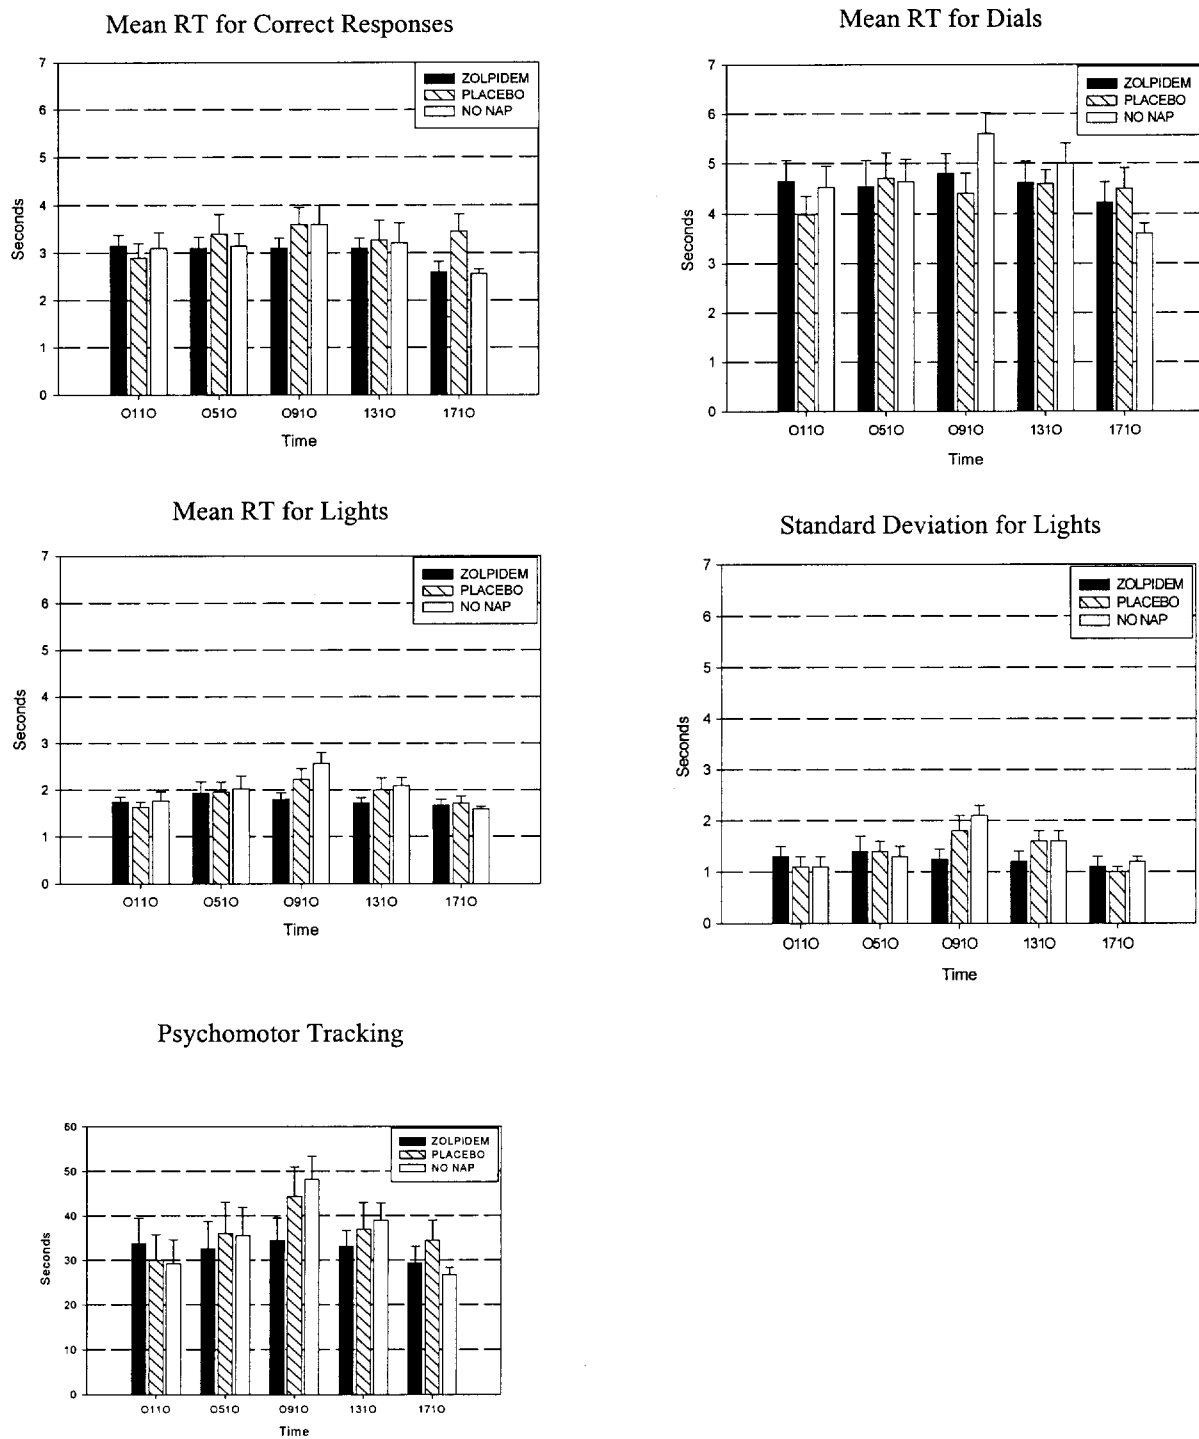 Mean RT for Correct Responses
7
6
5
4
3
2
1
0
Seconds
ZOLPIDEM
PLACEBO
NO NAP
0110
0510
0910
1310
1710
Time
Mean RT for Dials
7
6
5
4
3
2
1
0
Seconds
ZOLPIDEM
PLACEBO
NO NAP
0110
0510
0910
1310
1710
Time
Mean RT for Lights
7
6
5
4
3
2
1
0
Seconds
ZOLPIDEM
PLACEBO
NO NAP
0110
0510
0910
1310
1710
Time
Standard Deviation for Lights
7
6
5
4
3
2
1
0
Seconds
ZOLPIDEM
PLACEBO
NO NAP
0110
0510
0910
1310
1710
Time
Psychomotor Tracking
60
50
40
30
20
10
0
Seconds
ZOLPIDEM
PLACEBO
NO NAP
0110
0510
0910
1310
1710
Time